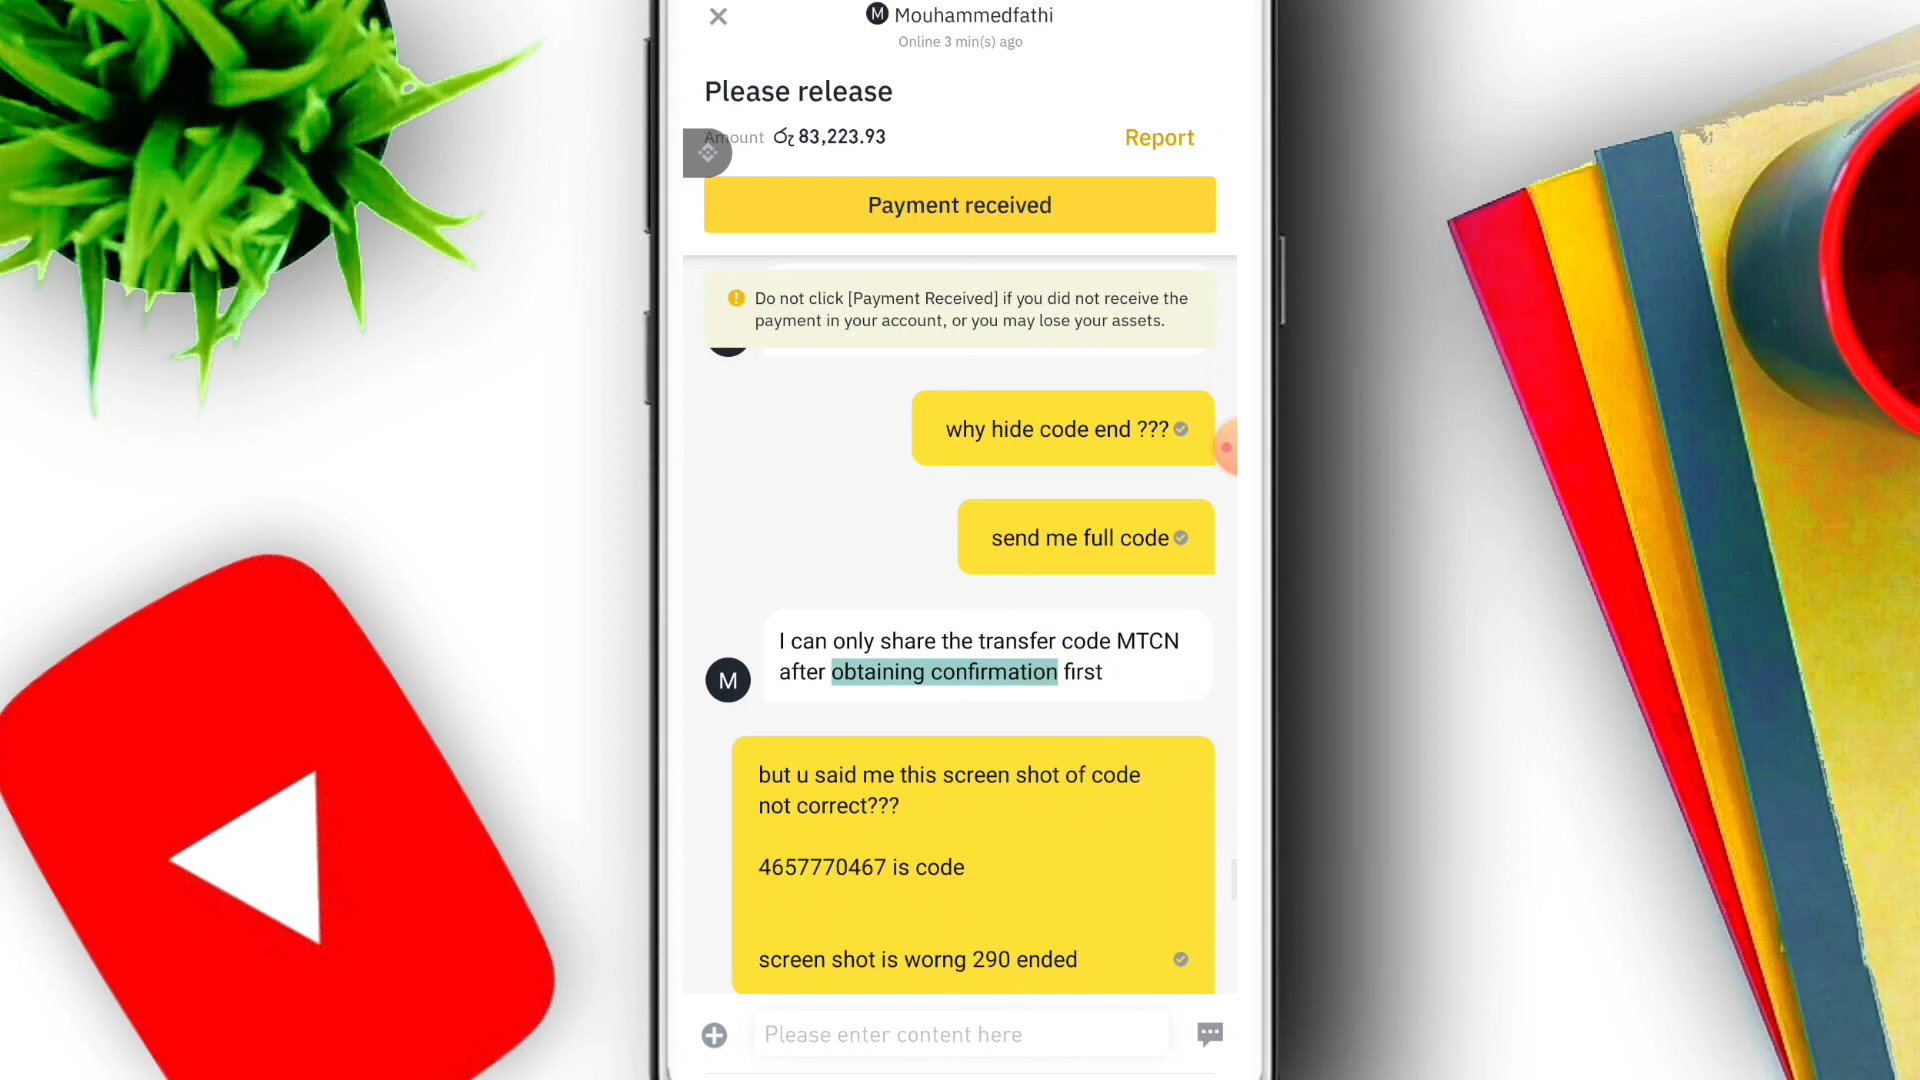 M Mouhammedfathi
Online 3 min(s) ago
Please release
Amount රු 83,223.93
Report
Payment received
Do not click [Payment Received] if you did not receive the
payment in your account, or you may lose your assets.
why hide code end ???
send me full code
I can only share the transfer code MTCN
after obtaining confirmation first
M
but u said me this screen shot of code
not correct???
4657770467 is code
screen shot is worng 290 ended
Please enter content here